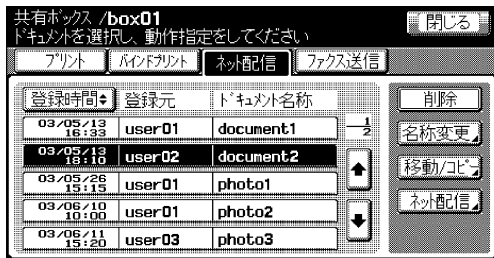 共有ボックス /box01
ドキュメントを選択し、動作指定をしてください
閉じる
プリント バインドプリント ネット配信 ファクス送信
登録時間 登録元 ドキュメント名称
03/05/13 16:33 user01 document1
03/05/13 18:10 user02 document2
03/05/26 15:15 user01 photo1
03/06/10 10:00 user01 photo2
03/06/11 15:20 user03 photo3
1/2
削除
名称変更
移動/コピー
ネット配信